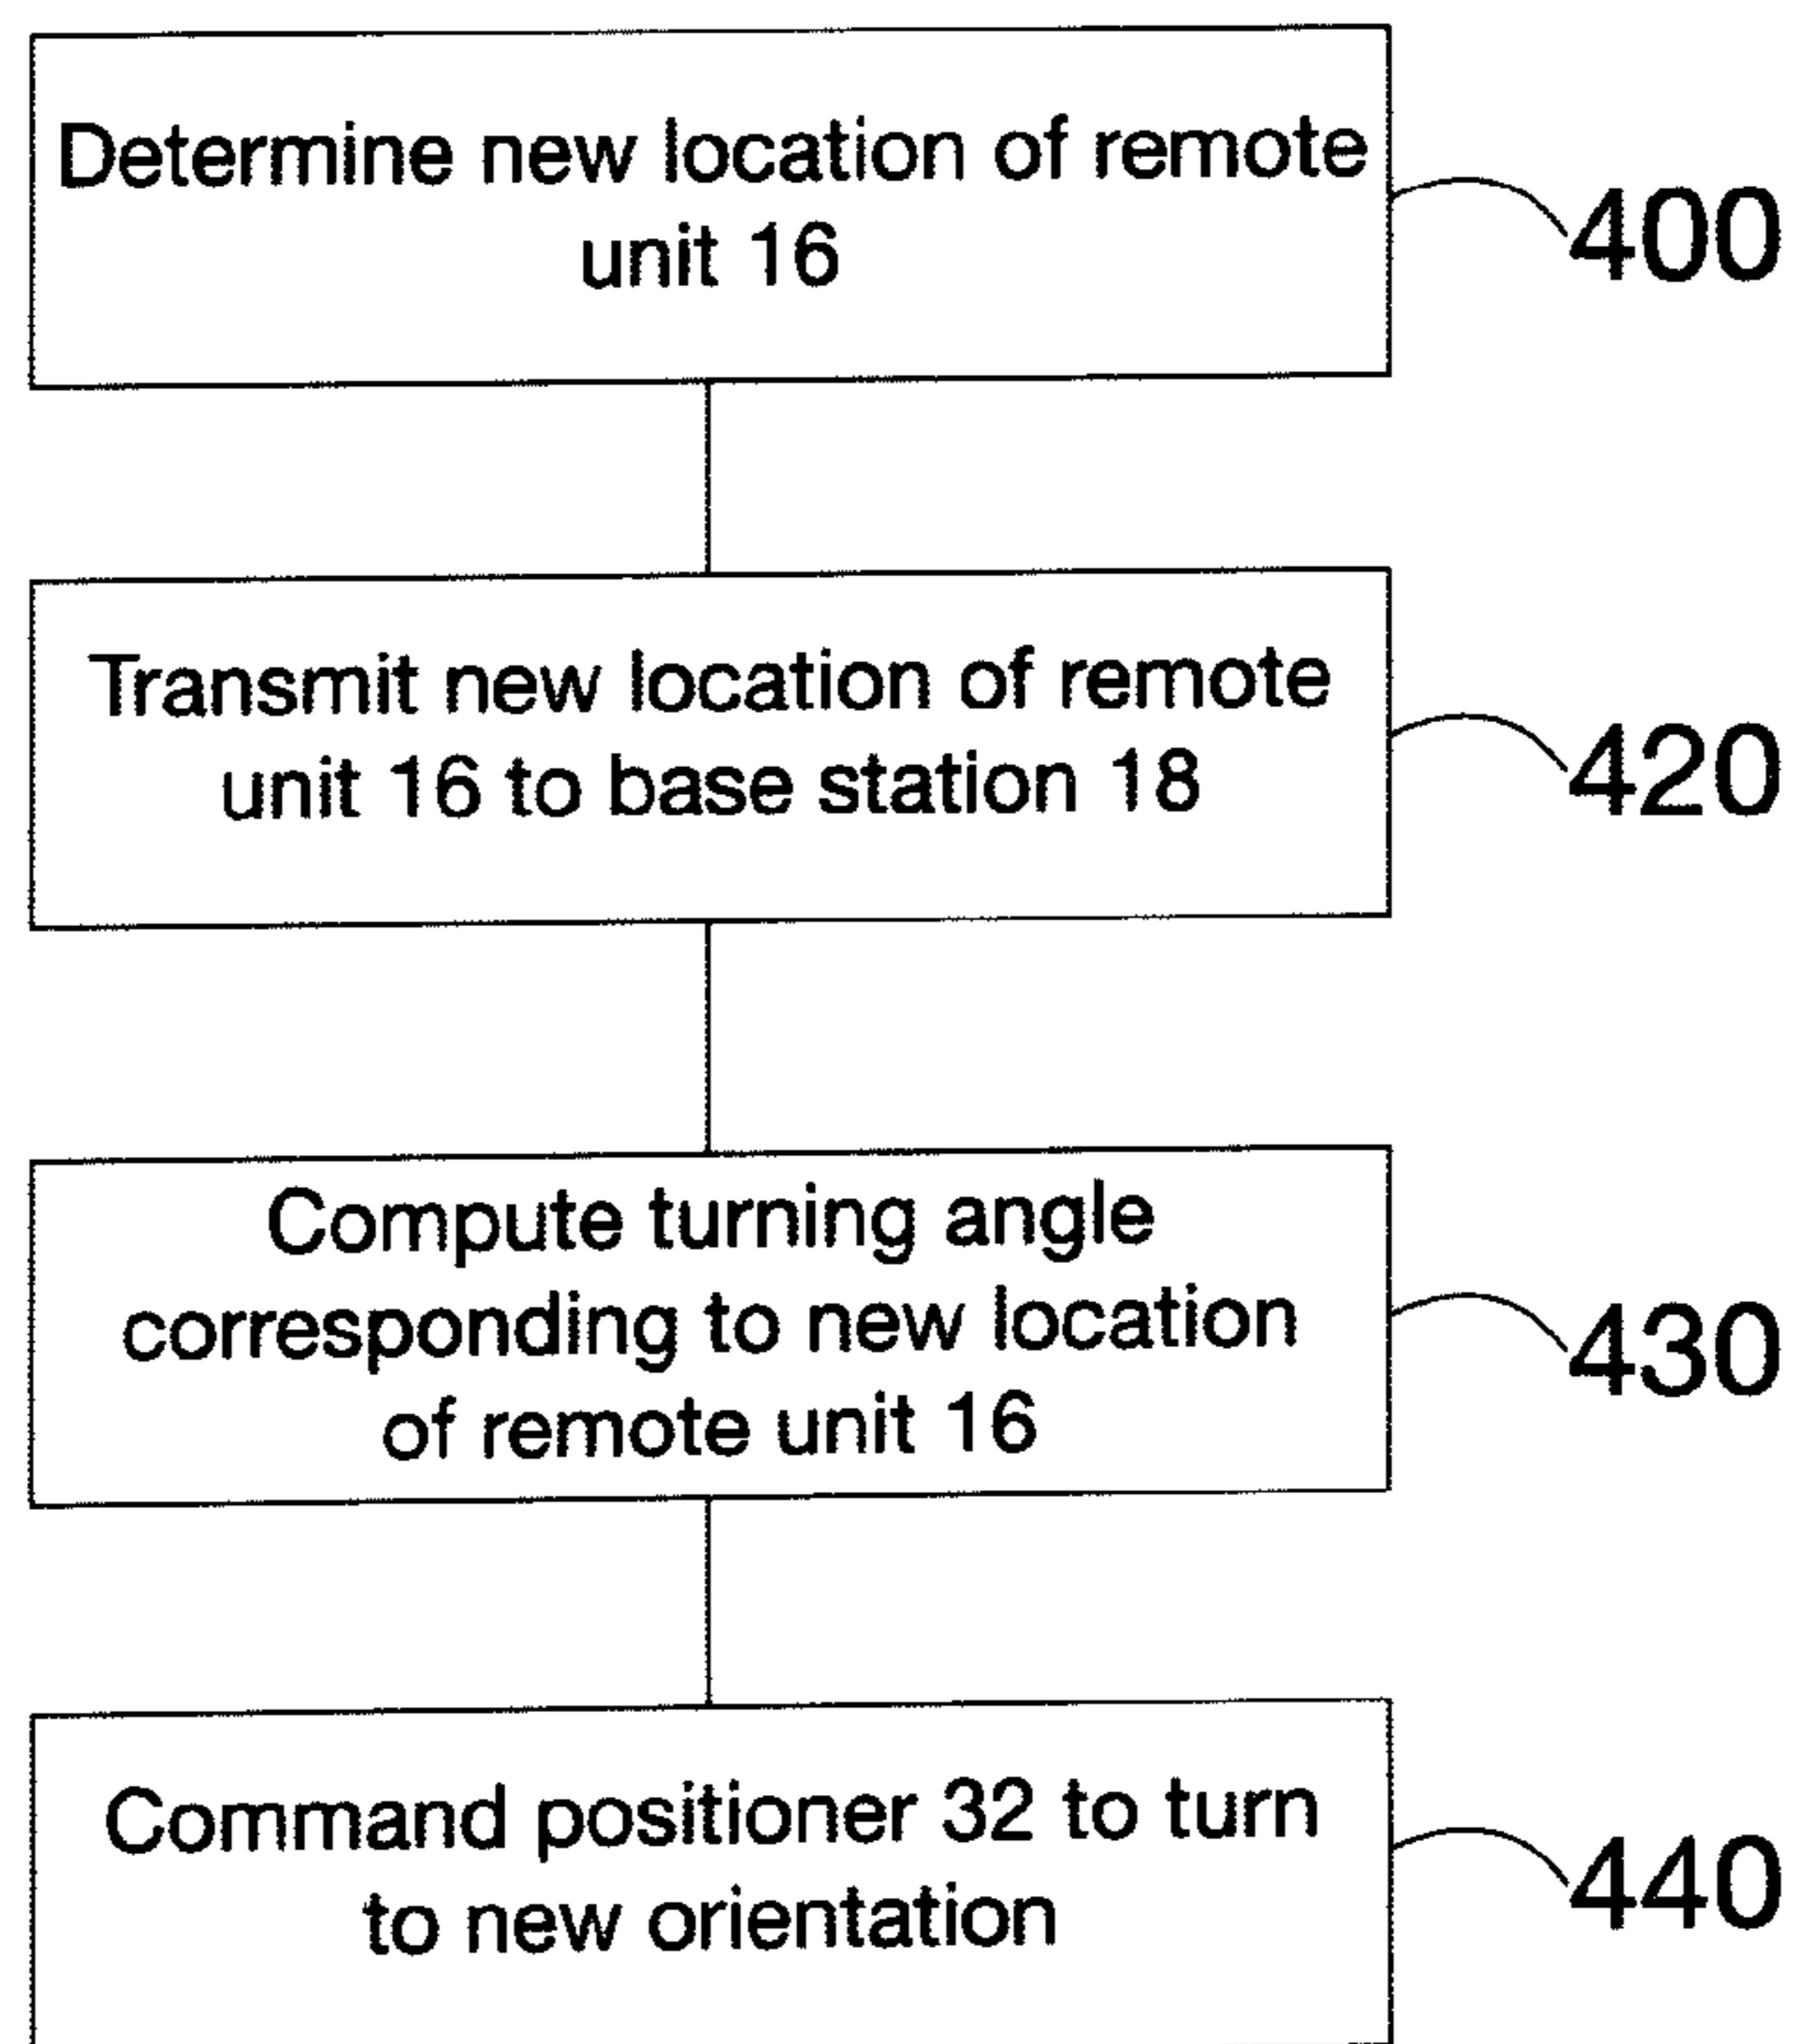 Determine new location of remote
unit 16
400
Transmit new location of remote
unit 16 to base station 18
420
Compute turning angle
corresponding to new location
of remote unit 16
430
Command positioner 32 to turn
to new orientation
440